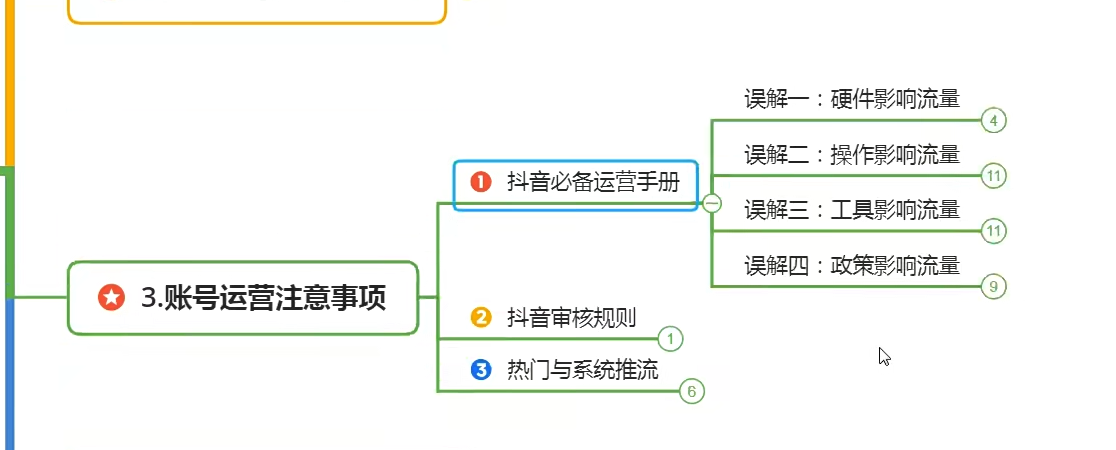 误解一：硬件影响流量
4
误解二：操作影响流量
11
1 抖音必备运营手册
误解三：工具影响流量
11
误解四：政策影响流量
9
3.账号运营注意事项
2 抖音审核规则
1
3 热门与系统推流
6